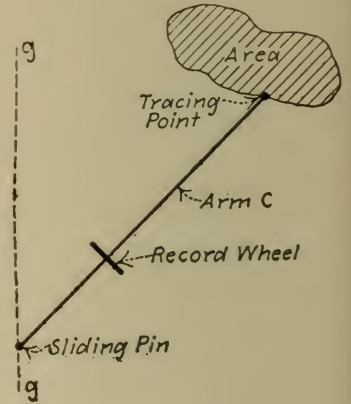 g
Area
Tracing
Point
Arm C
Record Wheel
Sliding Pin
g